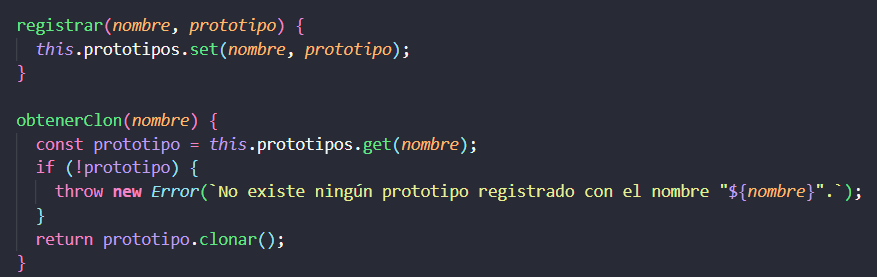 registrar(nombre, prototipo) {
  this.prototipos.set(nombre, prototipo);
}

obtenerClon(nombre) {
  const prototipo = this.prototipos.get(nombre);
  if (!prototipo) {
    throw new Error(`No existe ningún prototipo registrado con el nombre "${nombre}".`);
  }
  return prototipo.clonar();
}